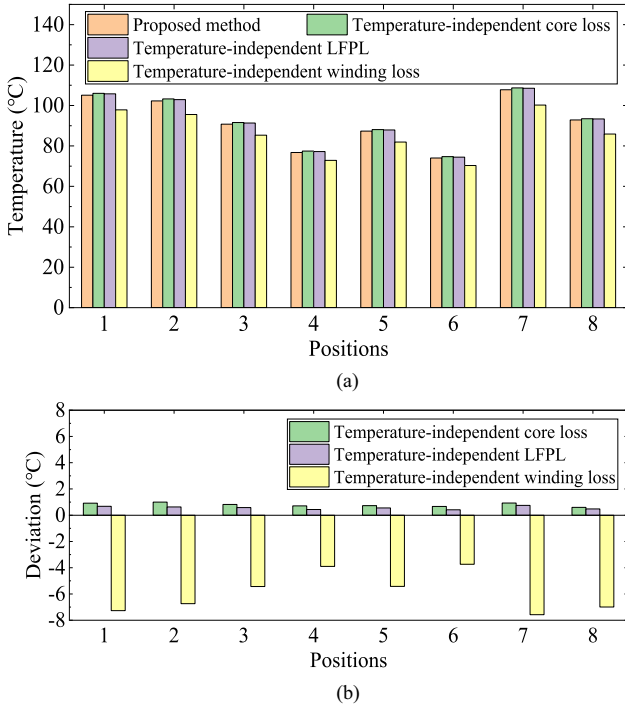 140
120
100
80
60
40
20
0
Temperature (°C)
Proposed method
Temperature-independent core loss
Temperature-independent LFPL
Temperature-independent winding loss
1 2 3 4 5 6 7 8
Positions
(a)
8
6
4
2
0
-2
-4
-6
-8
Deviation (°C)
Temperature-independent core loss
Temperature-independent LFPL
Temperature-independent winding loss
1 2 3 4 5 6 7 8
Positions
(b)